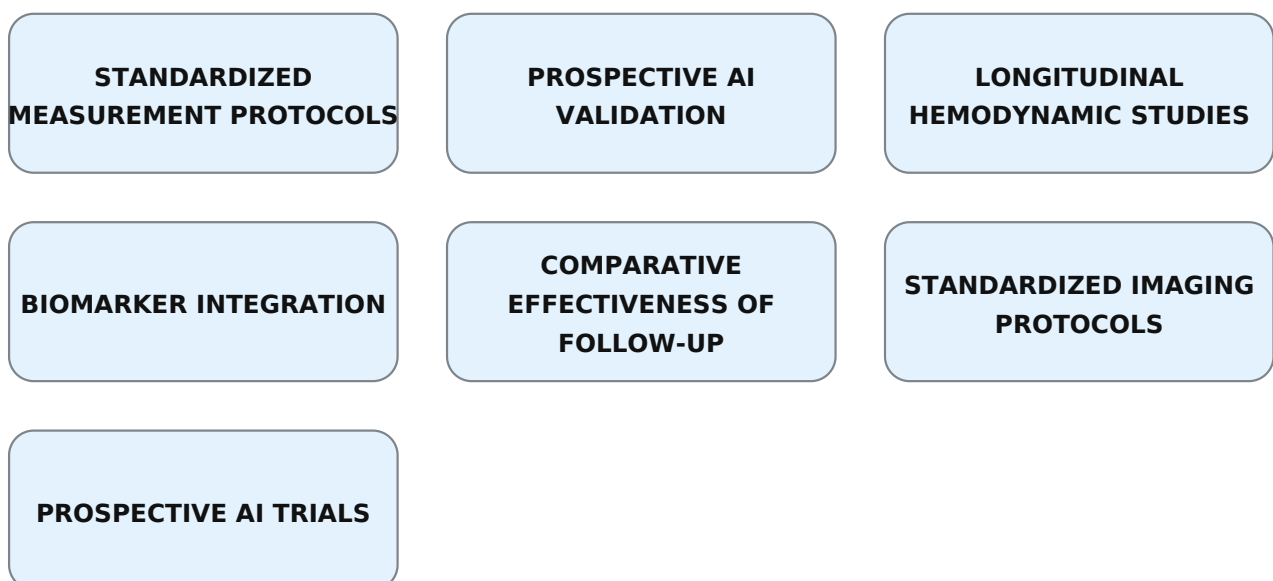 STANDARDIZED
MEASUREMENT PROTOCOLS
PROSPECTIVE AI
VALIDATION
LONGITUDINAL
HEMODYNAMIC STUDIES
BIOMARKER INTEGRATION
COMPARATIVE
EFFECTIVENESS OF
FOLLOW-UP
STANDARDIZED IMAGING
PROTOCOLS
PROSPECTIVE AI TRIALS